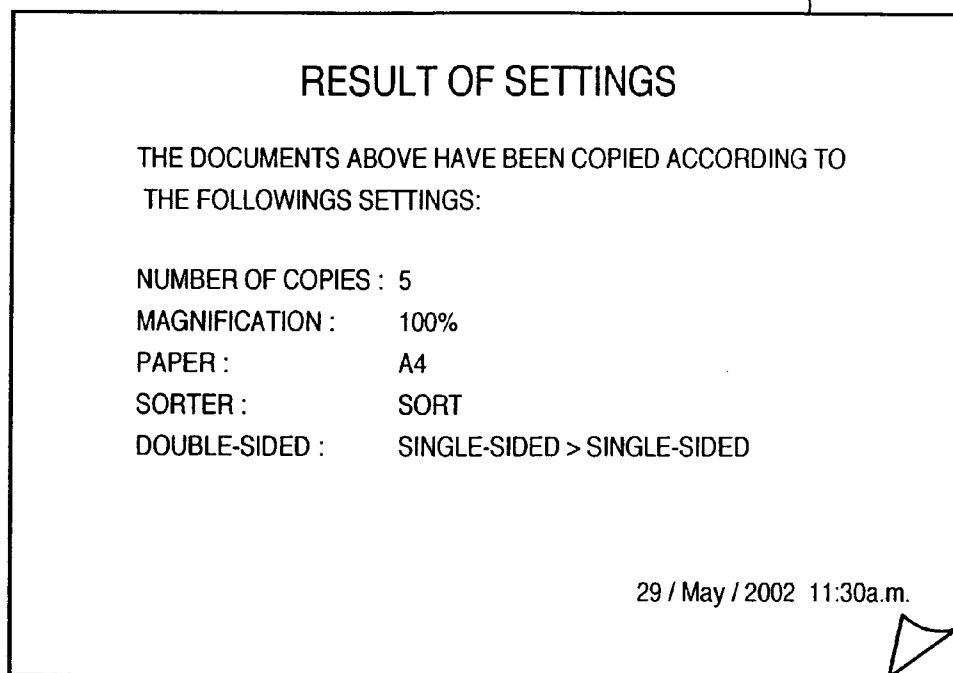 RESULT OF SETTINGS
THE DOCUMENTS ABOVE HAVE BEEN COPIED ACCORDING TO
THE FOLLOWINGS SETTINGS:
NUMBER OF COPIES : 5
MAGNIFICATION : 100%
PAPER : A4
SORTER : SORT
DOUBLE-SIDED : SINGLE-SIDED > SINGLE-SIDED
29 / May / 2002 11:30a.m.